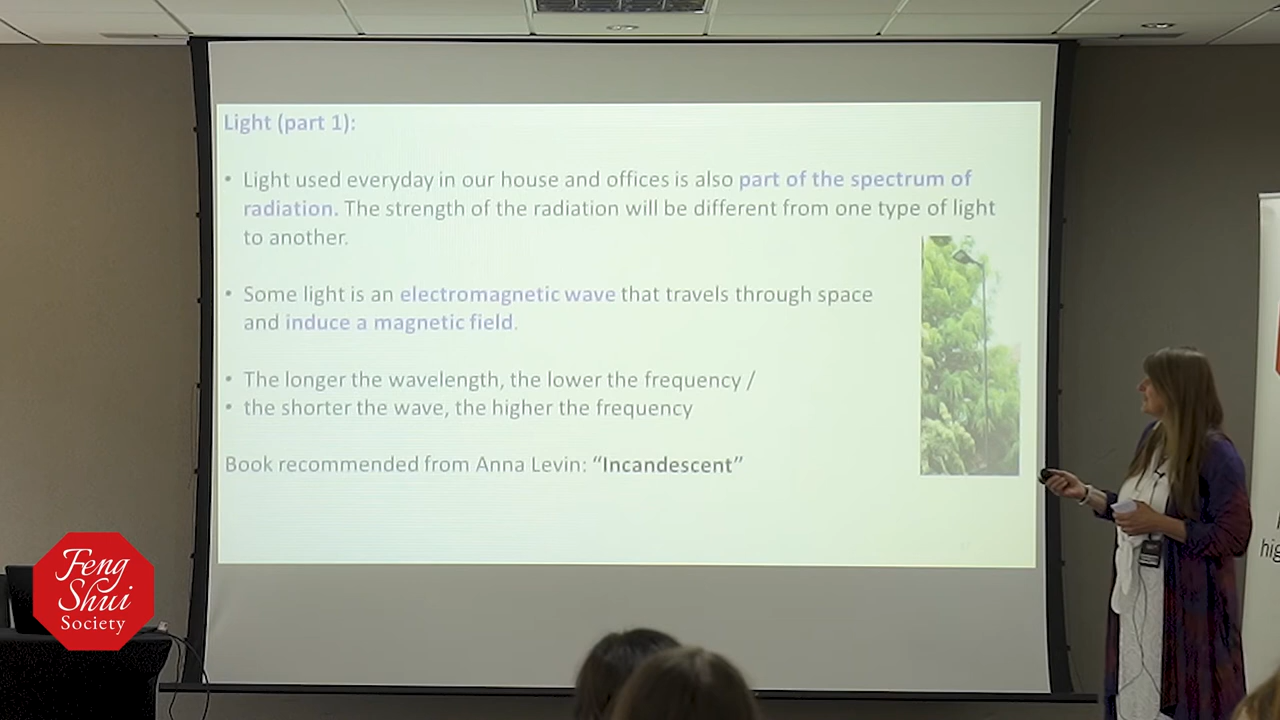 Light (part 1):
• Light used everyday in our house and offices is also part of the spectrum of
radiation. The strength of the radiation will be different from one type of light
to another.
• Some light is an electromagnetic wave that travels through space
and induce a magnetic field.
• The longer the wavelength, the lower the frequency /
• the shorter the wave, the higher the frequency
Book recommended from Anna Levin: “Incandescent”
Feng
Shui
Society